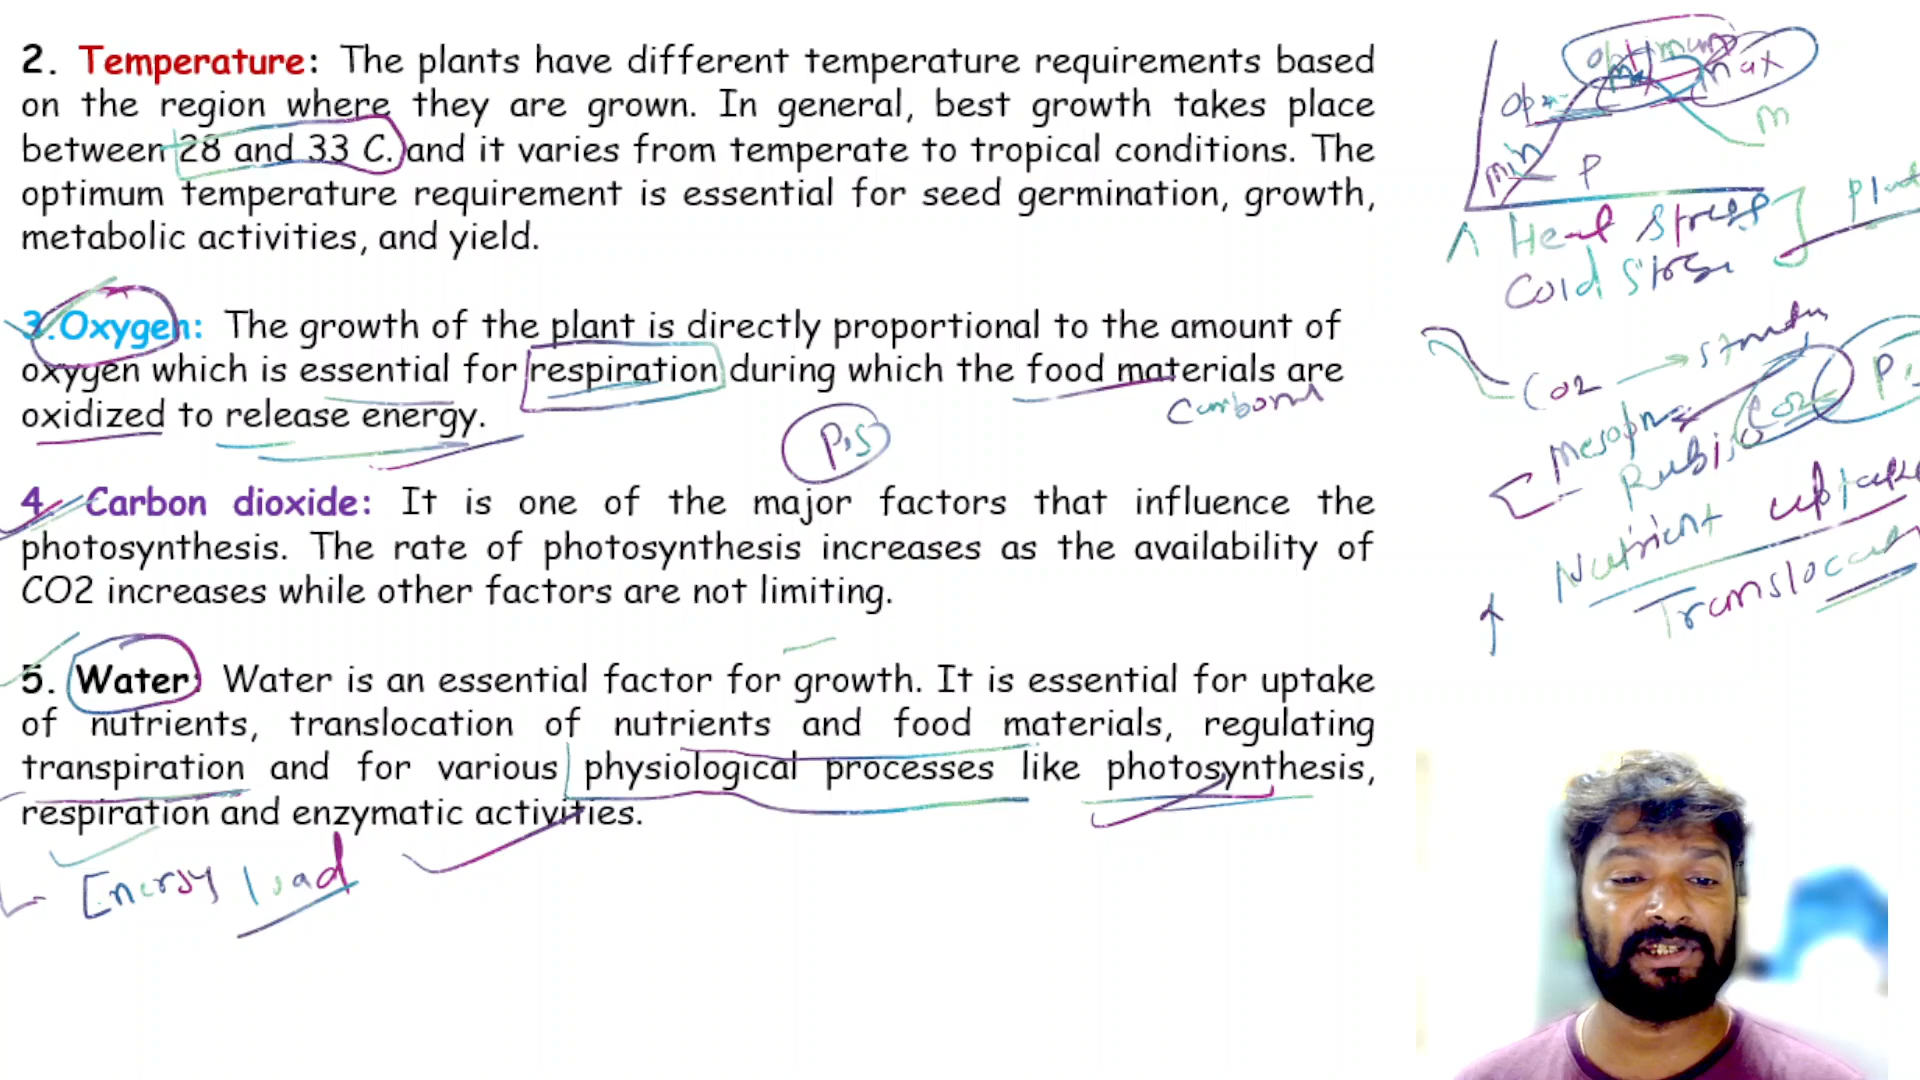 2. Temperature: The plants have different temperature requirements based
on the region where they are grown. In general, best growth takes place
between 28 and 33 C. and it varies from temperate to tropical conditions. The
optimum temperature requirement is essential for seed germination, growth,
metabolic activities, and yield.
3.Oxygen: The growth of the plant is directly proportional to the amount of
oxygen which is essential for respiration during which the food materials are
oxidized to release energy.
P.S
4. Carbon dioxide: It is one of the major factors that influence the
photosynthesis. The rate of photosynthesis increases as the availability of
CO2 increases while other factors are not limiting.
5. Water: Water is an essential factor for growth. It is essential for uptake
of nutrients, translocation of nutrients and food materials, regulating
transpiration and for various physiological processes like photosynthesis,
respiration and enzymatic activities.
Energy load
optimum
max
opm
m
min
P
Heat stress
Cold stress
CO2
CO2
Nutrient uptake